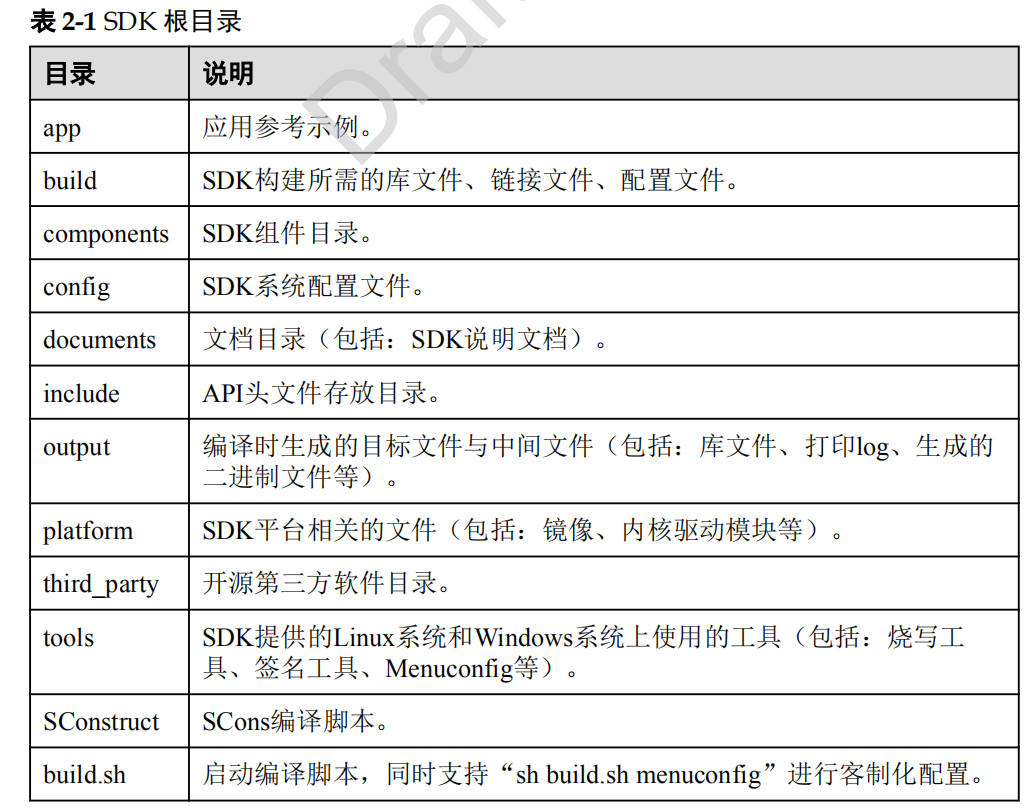 表 2-1 SDK 根目录
目录 说明
app 应用参考示例。
build SDK构建所需的库文件、链接文件、配置文件。
components SDK组件目录。
config SDK系统配置文件。
documents 文档目录（包括：SDK说明文档）。
include API头文件存放目录。
output 编译时生成的目标文件与中间文件（包括：库文件、打印log、生成的
二进制文件等）。
platform SDK平台相关的文件（包括：镜像、内核驱动模块等）。
third_party 开源第三方软件目录。
tools SDK提供的Linux系统和Windows系统上使用的工具（包括：烧写工
具、签名工具、Menuconfig等）。
SConstruct SCons编译脚本。
build.sh 启动编译脚本，同时支持“sh build.sh menuconfig”进行客制化配置。